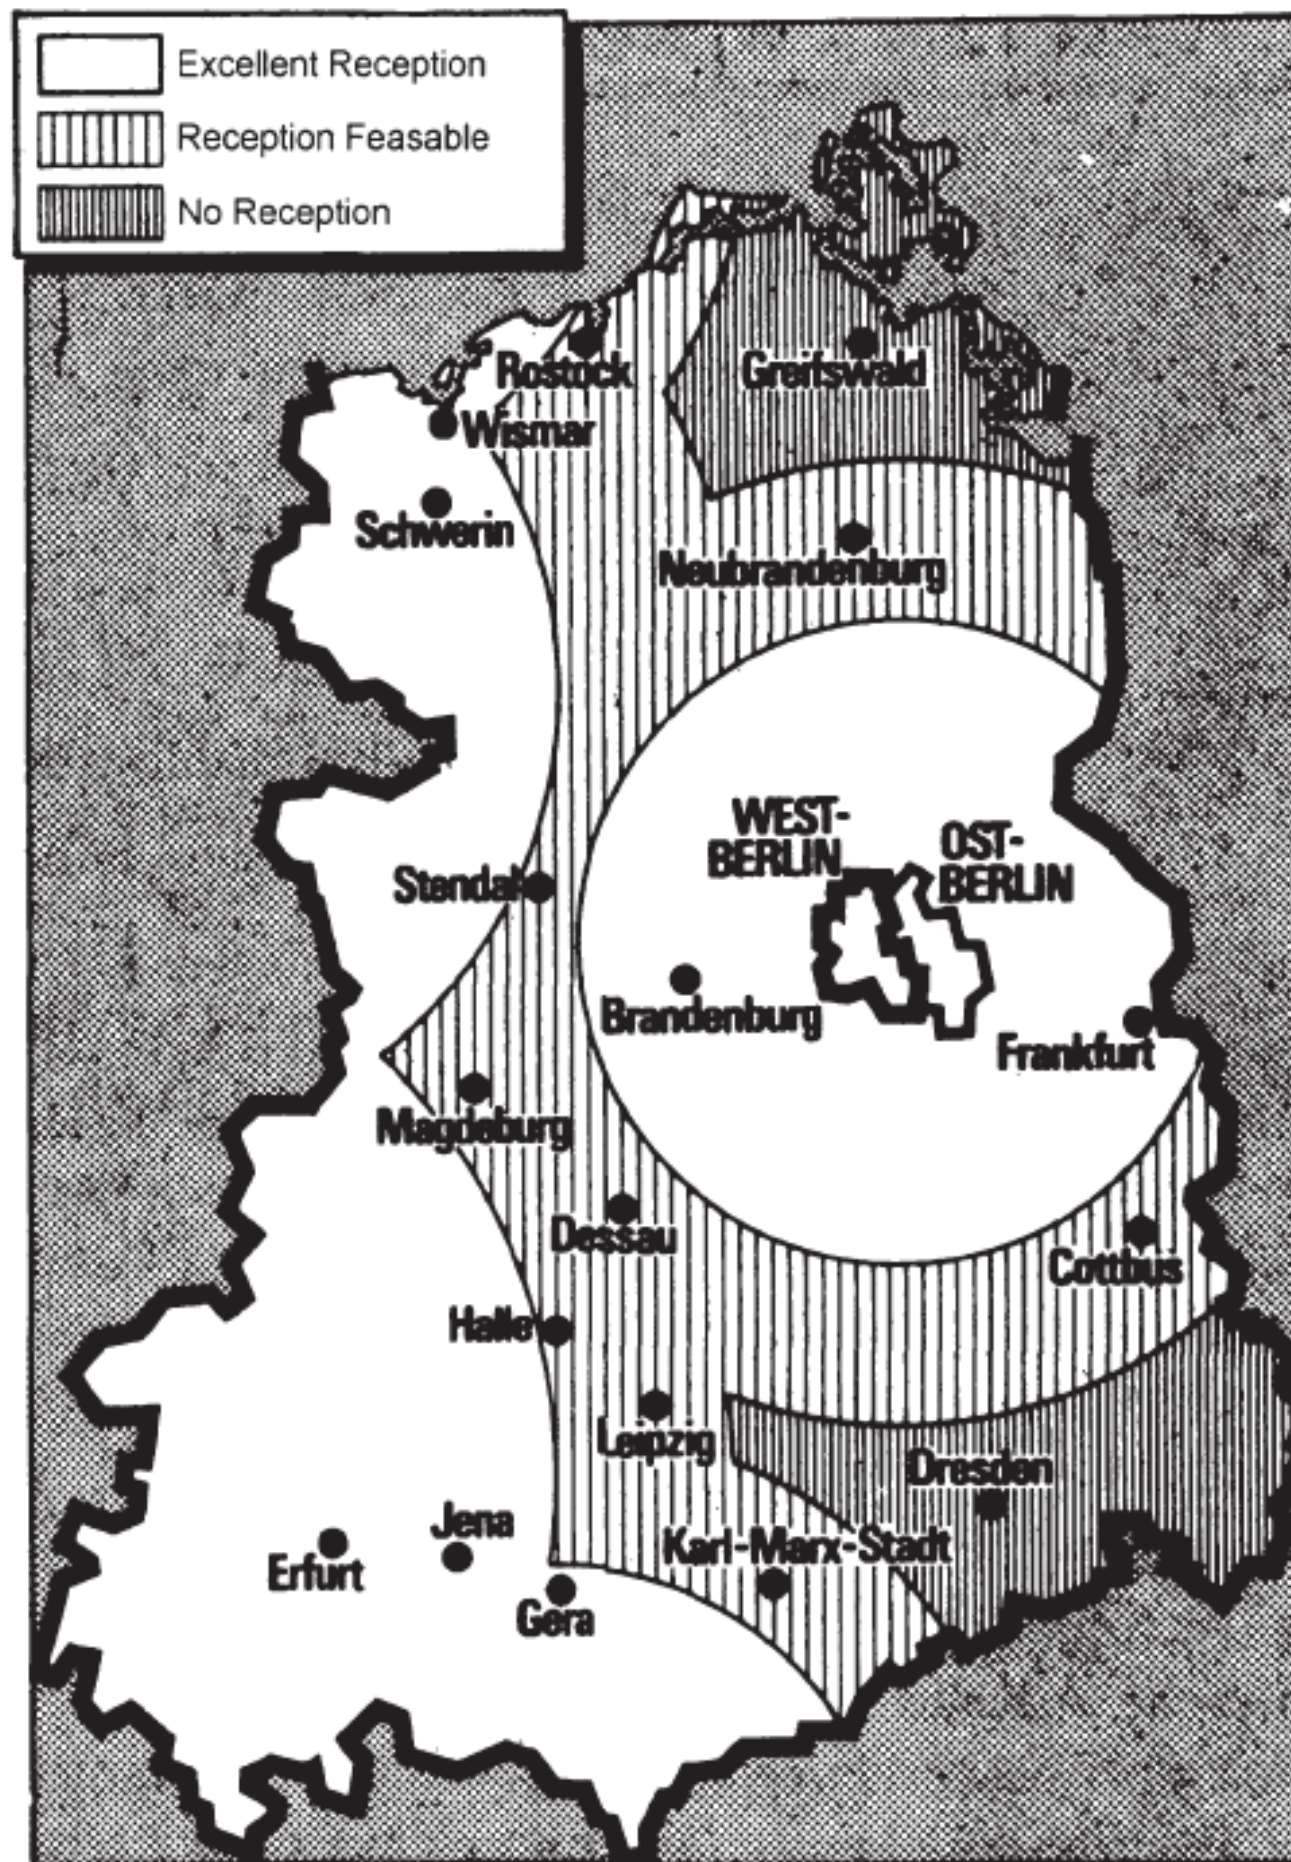 Excellent Reception
Reception Feasable
No Reception
Rostock
Greifswald
Wismar
Schwerin
Neubrandenburg
WEST-
BERLIN
OST-
BERLIN
Stendal
Brandenburg
Frankfurt
Magdeburg
Dessau
Cottbus
Halle
Leipzig
Dresden
Jena
Karl-Marx-Stadt
Erfurt
Gera